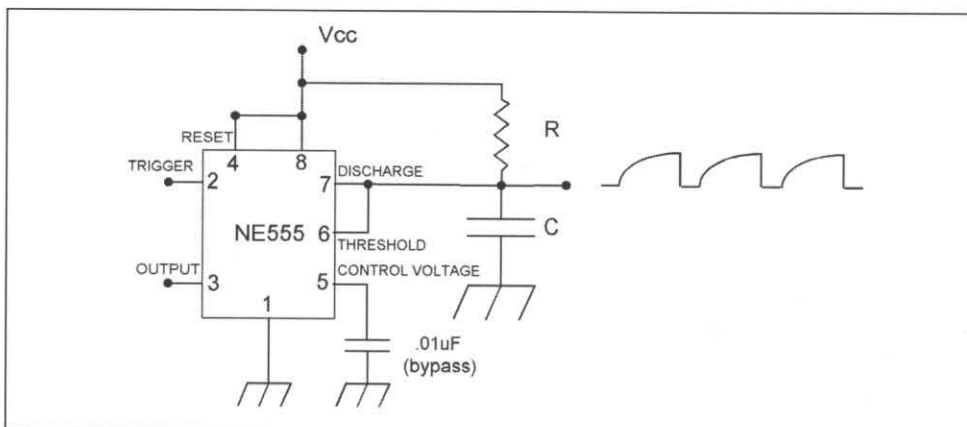 Vcc
RESET
4
8
R
TRIGGER
2
7
DISCHARGE
NE555
6
THRESHOLD
C
OUTPUT
3
5
CONTROL VOLTAGE
1
.01uF
(bypass)